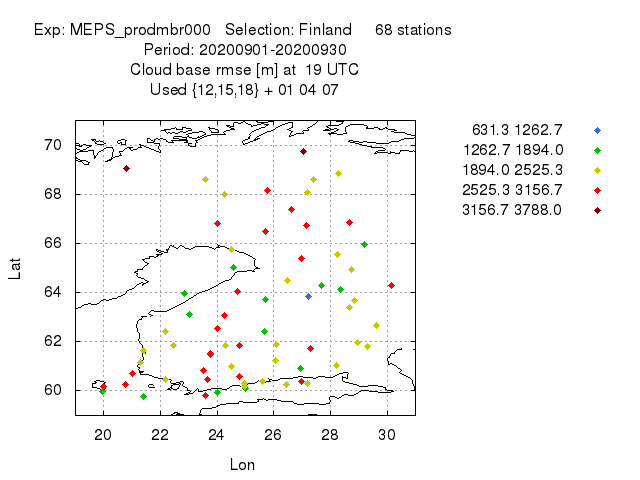 Exp: MEPS_prodmbr000 Selection: Finland 68 stations
Period: 20200901-20200930
Cloud base rmse [m] at 19 UTC
Used {12,15,18} + 01 04 07
631.3 1262.7
1262.7 1894.0
1894.0 2525.3
2525.3 3156.7
3156.7 3788.0
70
68
66
64
62
60
Lat
20 22 24 26 28 30
Lon